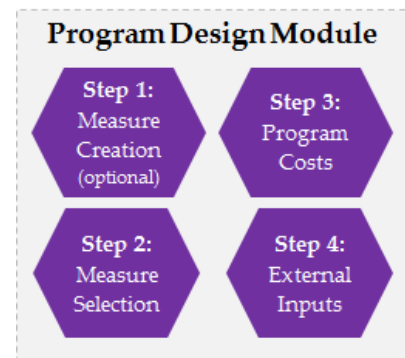 Program Design Module
Step 1:
Measure
Creation
(optional)
Step 2:
Measure
Selection
Step 3:
Program
Costs
Step 4:
External
Inputs